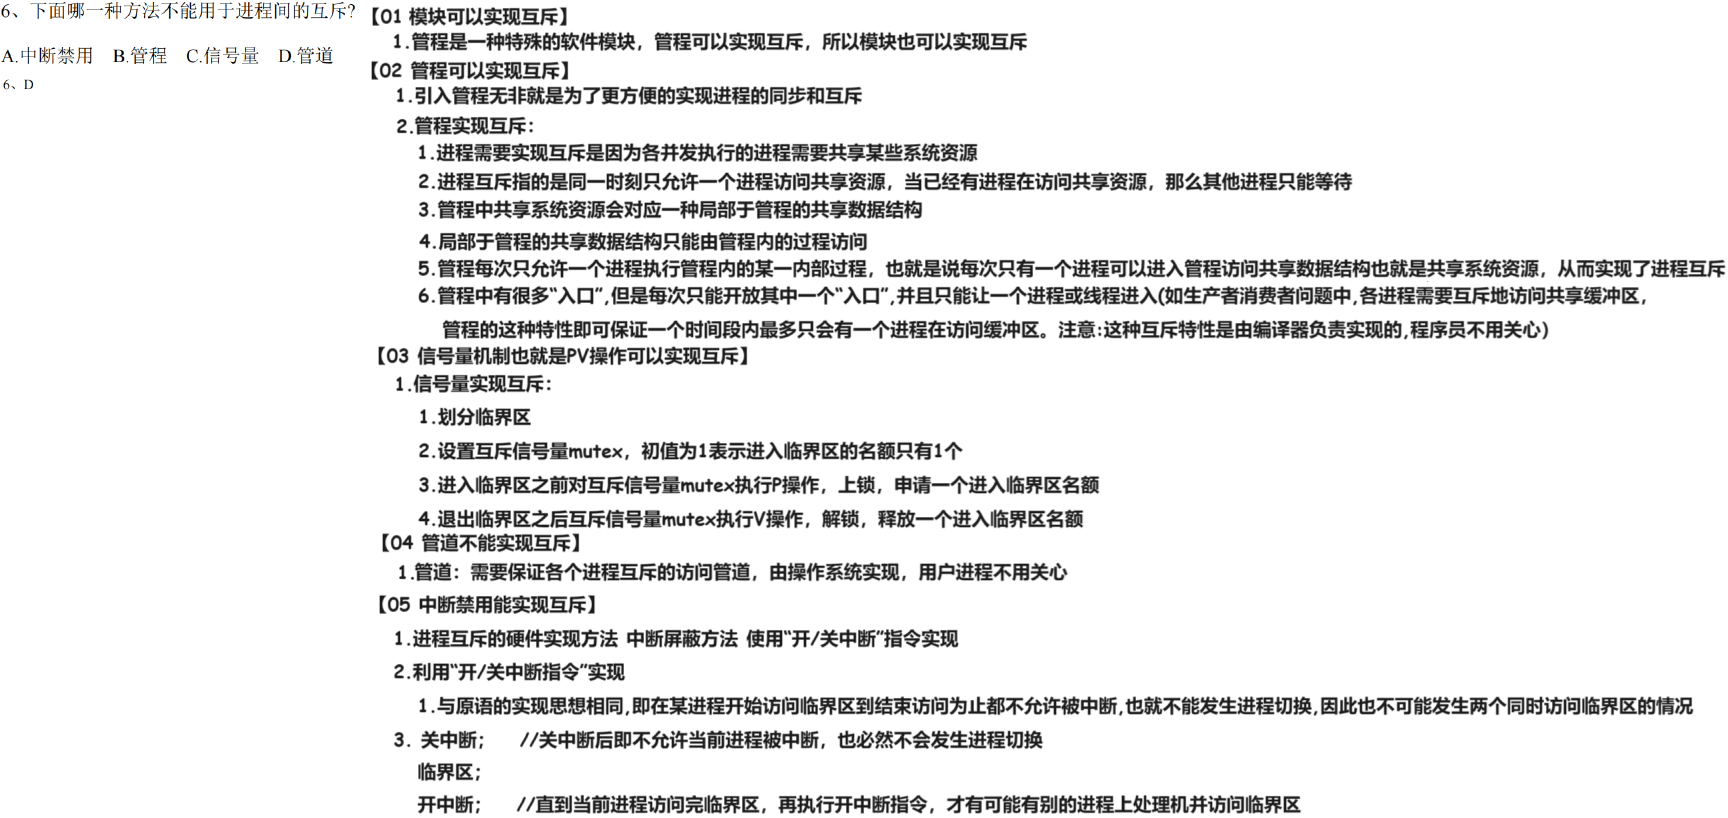 6、下面哪一种方法不能用于进程间的互斥?
A.中断禁用 B.管程 C.信号量 D.管道
6、D
【01 模块可以实现互斥】
1.管程是一种特殊的软件模块，管程可以实现互斥，所以模块也可以实现互斥
【02 管程可以实现互斥】
1.引入管程无非就是为了更方便的实现进程的同步和互斥
2.管程实现互斥：
1.进程需要实现互斥是因为各并发执行的进程需要共享某些系统资源
2.进程互斥指的是同一时刻只允许一个进程访问共享资源，当已经有进程在访问共享资源，那么其他进程只能等待
3.管程中共享系统资源会对应一种局部于管程的共享数据结构
4.局部于管程的共享数据结构只能由管程内的过程访问
5.管程每次只允许一个进程执行管程内的某一内部过程，也就是说每次只有一个进程可以进入管程访问共享数据结构也就是共享系统资源，从而实现了进程互斥
6.管程中有很多“入口”,但是每次只能开放其中一个“入口”,并且只能让一个进程或线程进入(如生产者消费者问题中,各进程需要互斥地访问共享缓冲区，
管程的这种特性即可保证一个时间段内最多只会有一个进程在访问缓冲区。注意:这种互斥特性是由编译器负责实现的,程序员不用关心)
【03 信号量机制也就是PV操作可以实现互斥】
1.信号量实现互斥：
1.划分临界区
2.设置互斥信号量mutex，初值为1表示进入临界区的名额只有1个
3.进入临界区之前对互斥信号量mutex执行P操作，上锁，申请一个进入临界区名额
4.退出临界区之后互斥信号量mutex执行V操作，解锁，释放一个进入临界区名额
【04 管道不能实现互斥】
1.管道：需要保证各个进程互斥的访问管道，由操作系统实现，用户进程不用关心
【05 中断禁用能实现互斥】
1.进程互斥的硬件实现方法 中断屏蔽方法 使用“开/关中断”指令实现
2.利用“开/关中断指令”实现
1.与原语的实现思想相同,即在某进程开始访问临界区到结束访问为止都不允许被中断,也就不能发生进程切换,因此也不可能发生两个同时访问临界区的情况
3. 关中断； //关中断后即不允许当前进程被中断，也必然不会发生进程切换
临界区；
开中断； //直到当前进程访问完临界区，再执行开中断指令，才有可能有别的进程上处理机并访问临界区